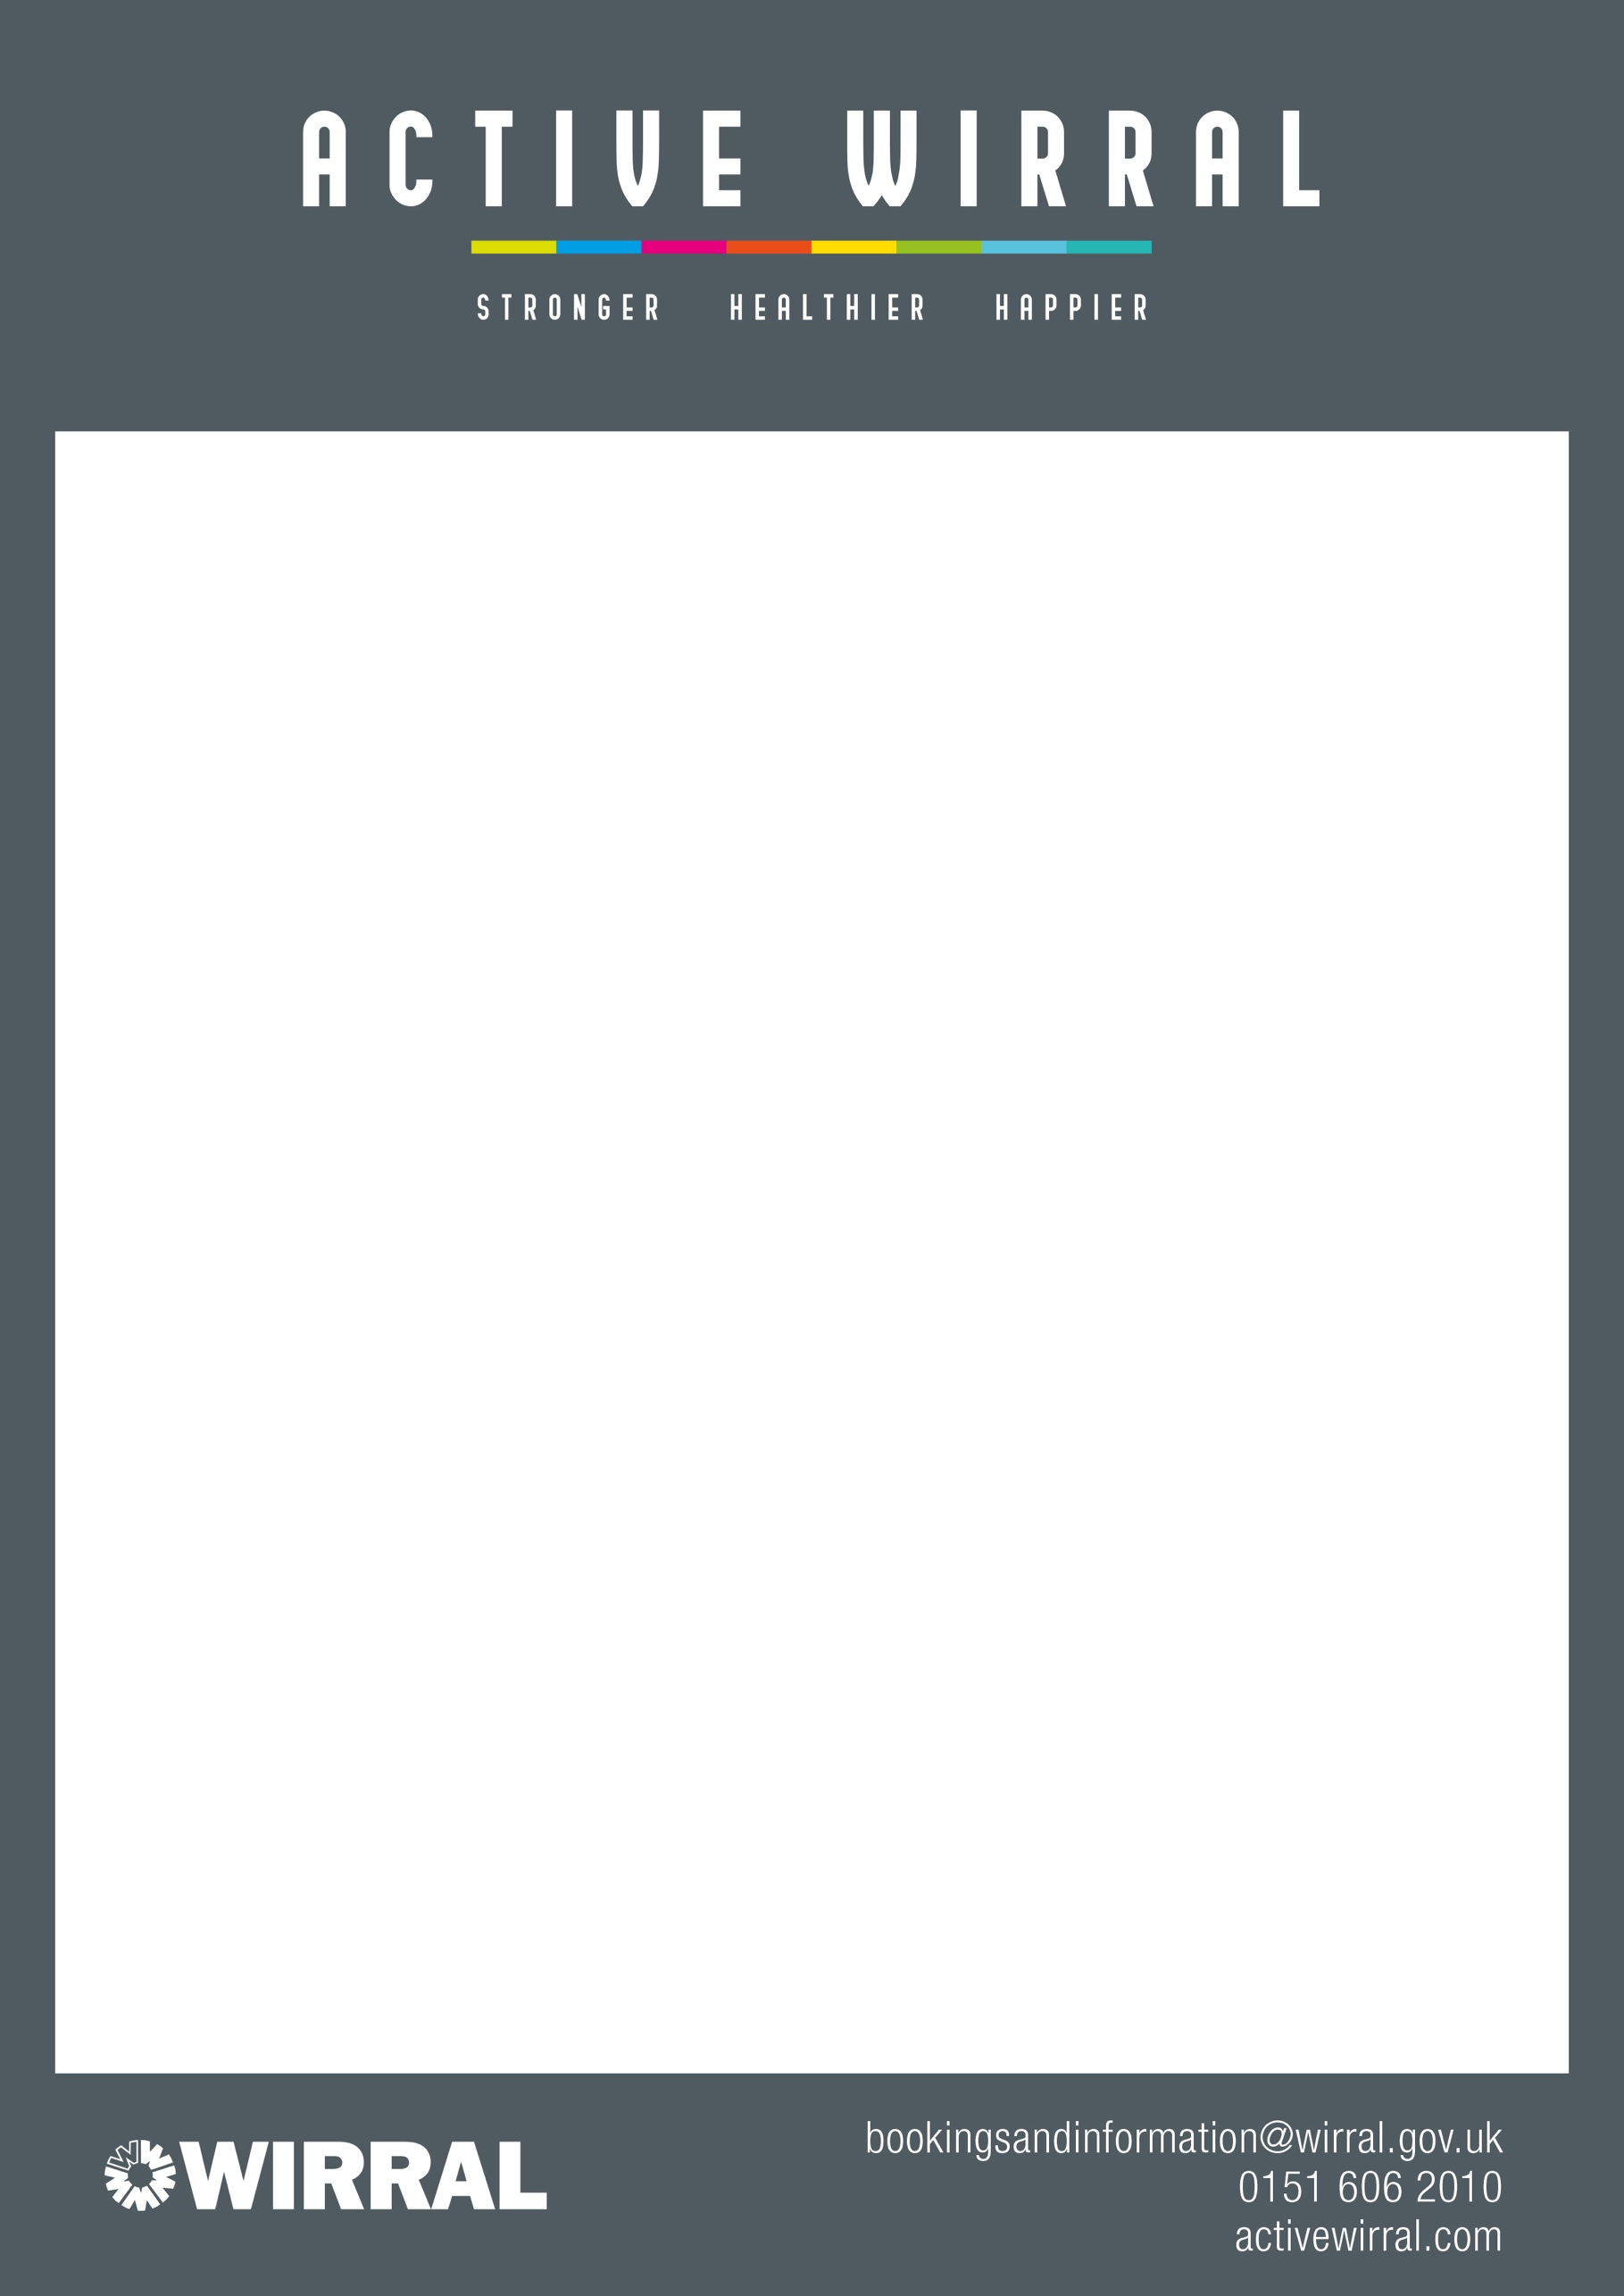 ACTIVE WIRRAL
STRONGER HEALTHIER HAPPIER
WIRRAL
bookingsandinformation@wirral.gov.uk
0151 606 2010
activewirral.com